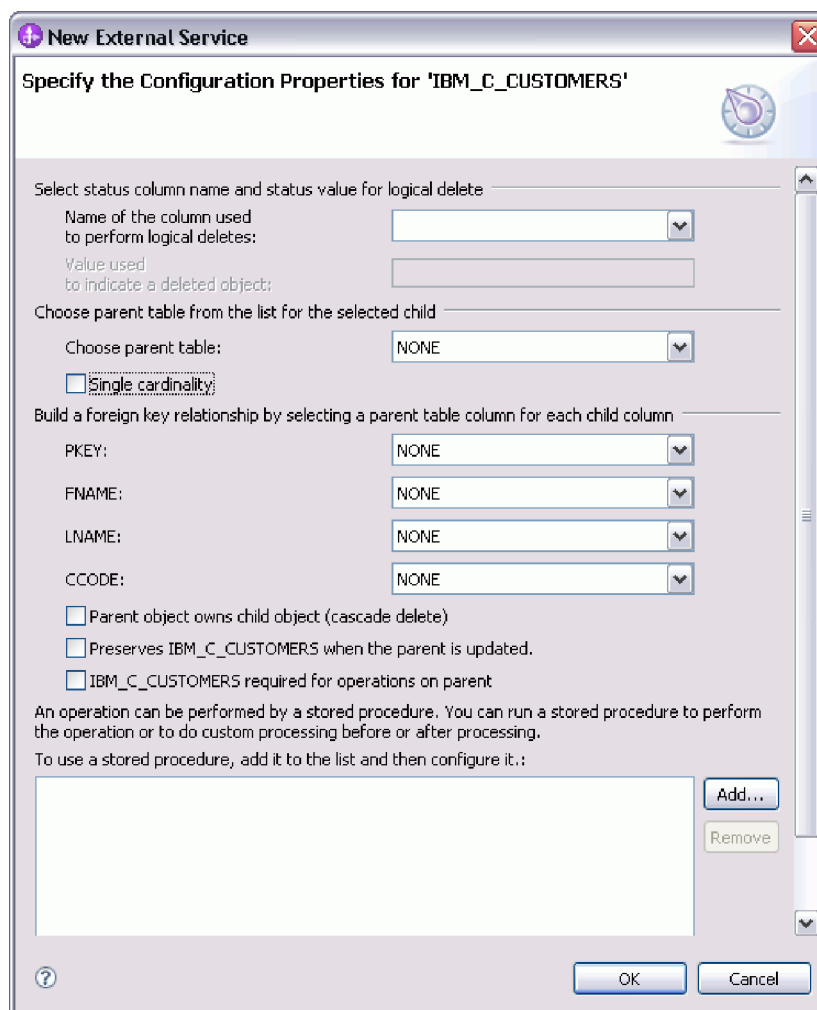 New External Service
Specify the Configuration Properties for 'IBM_C_CUSTOMERS'
Select status column name and status value for logical delete
Name of the column used
to perform logical deletes:
Value used
to indicate a deleted object:
Choose parent table from the list for the selected child
Choose parent table: NONE
Single cardinality
Build a foreign key relationship by selecting a parent table column for each child column
PKEY: NONE
FNAME: NONE
LNAME: NONE
CCODE: NONE
Parent object owns child object (cascade delete)
Preserves IBM_C_CUSTOMERS when the parent is updated.
IBM_C_CUSTOMERS required for operations on parent
An operation can be performed by a stored procedure. You can run a stored procedure to perform
the operation or to do custom processing before or after processing.
To use a stored procedure, add it to the list and then configure it.:
Add...
Remove
?
OK Cancel